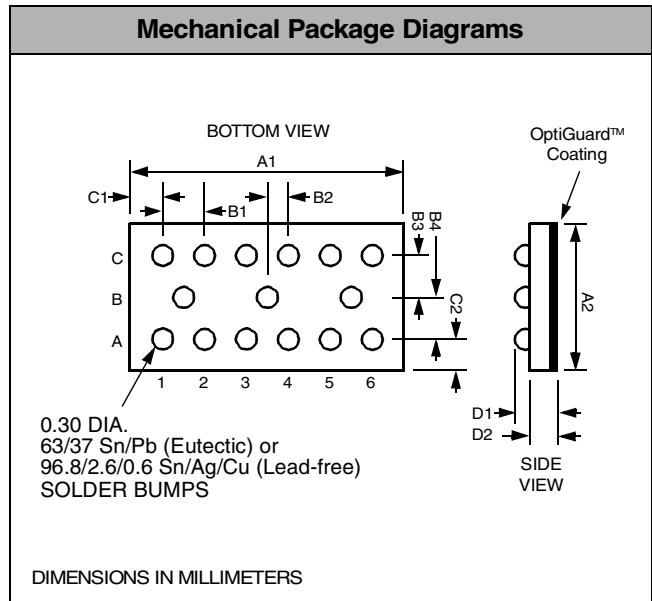 Mechanical Package Diagrams
BOTTOM VIEW
OptiGuard™
Coating
A1
C1
B1
B2
B3
B4
C
B
A
C2
A2
1 2 3 4 5 6
D1
D2
SIDE
VIEW
0.30 DIA.
63/37 Sn/Pb (Eutectic) or
96.8/2.6/0.6 Sn/Ag/Cu (Lead-free)
SOLDER BUMPS
DIMENSIONS IN MILLIMETERS